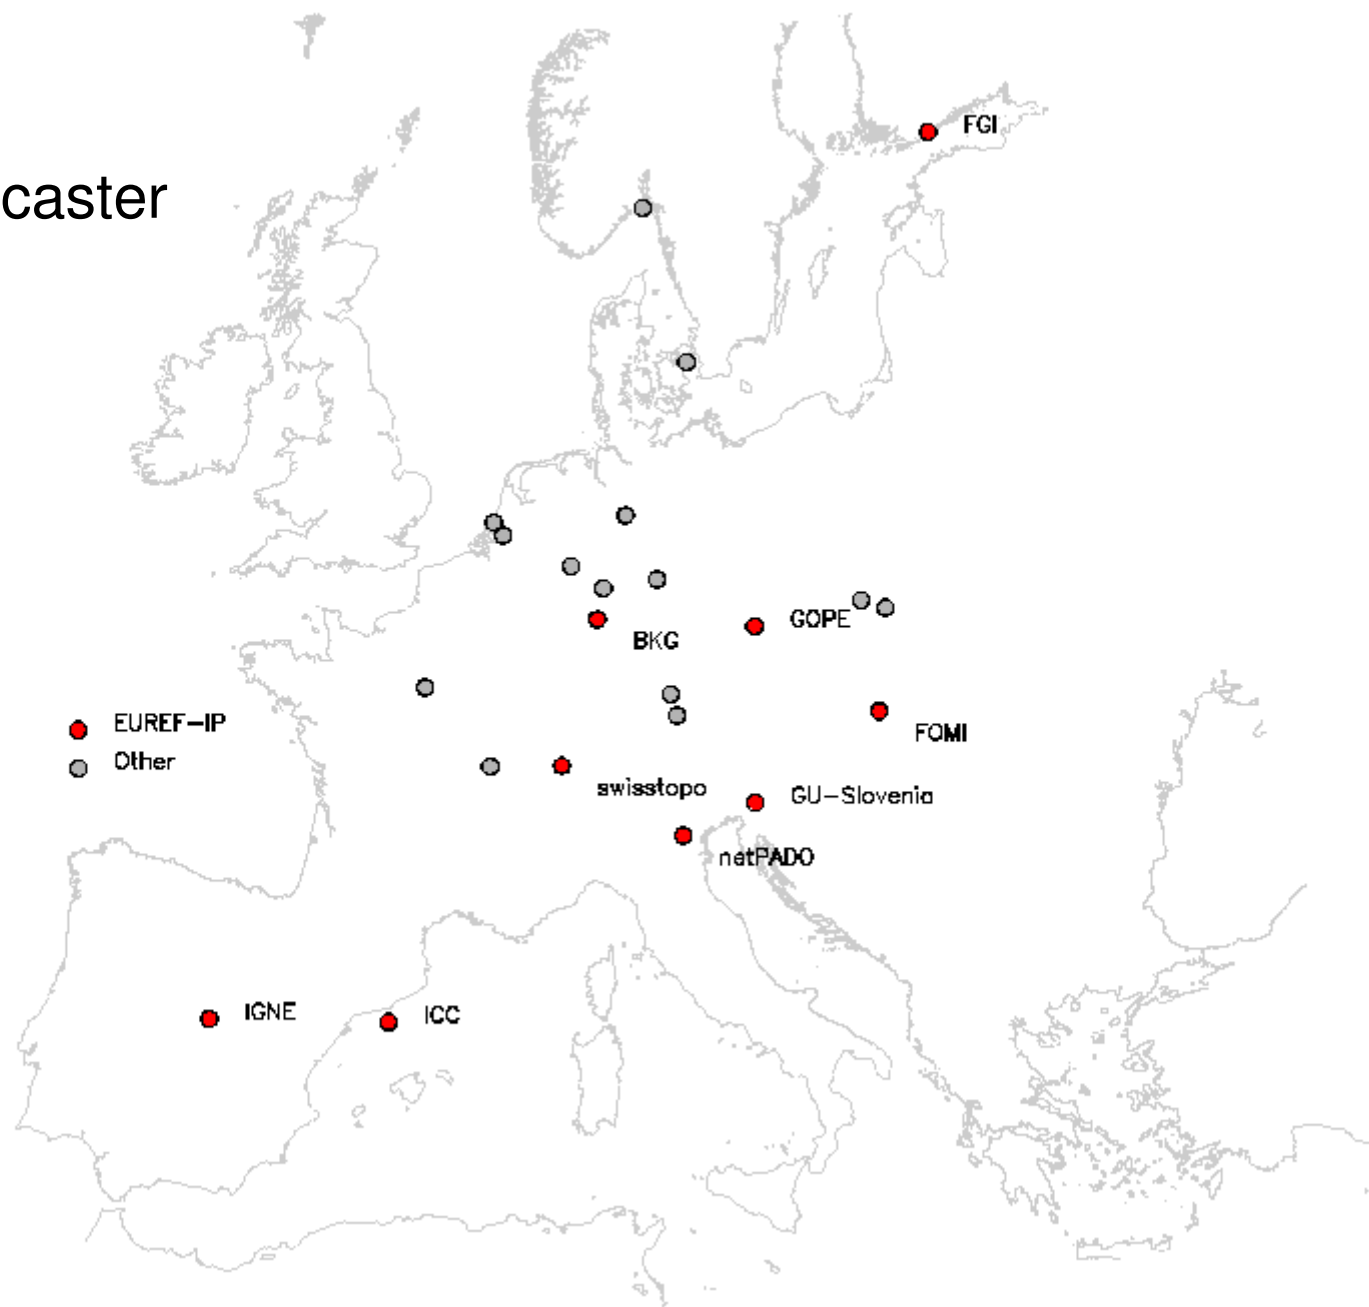 FGI
caster
GOPE
BKG
EUREF-IP
FOMI
Other
swisstopo
GU-Slovenia
netPADO
IGNE
ICC